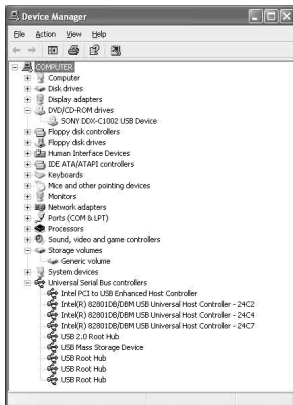 Device Manager
File Action View Help
COMPUTER
Computer
Disk drives
Display adapters
DVD/CD-ROM drives
SONY DDX-C1002 USB Device
Floppy disk controllers
Floppy disk drives
Human Interface Devices
IDE ATA/ATAPI controllers
Keyboards
Mice and other pointing devices
Monitors
Network adapters
Ports (COM & LPT)
Processors
Sound, video and game controllers
Storage volumes
Generic volume
System devices
Universal Serial Bus controllers
Intel PCI to USB Enhanced Host Controller
Intel(R) 82801DB/DBM USB Universal Host Controller - 24C2
Intel(R) 82801DB/DBM USB Universal Host Controller - 24C4
Intel(R) 82801DB/DBM USB Universal Host Controller - 24C7
USB 2.0 Root Hub
USB Mass Storage Device
USB Root Hub
USB Root Hub
USB Root Hub